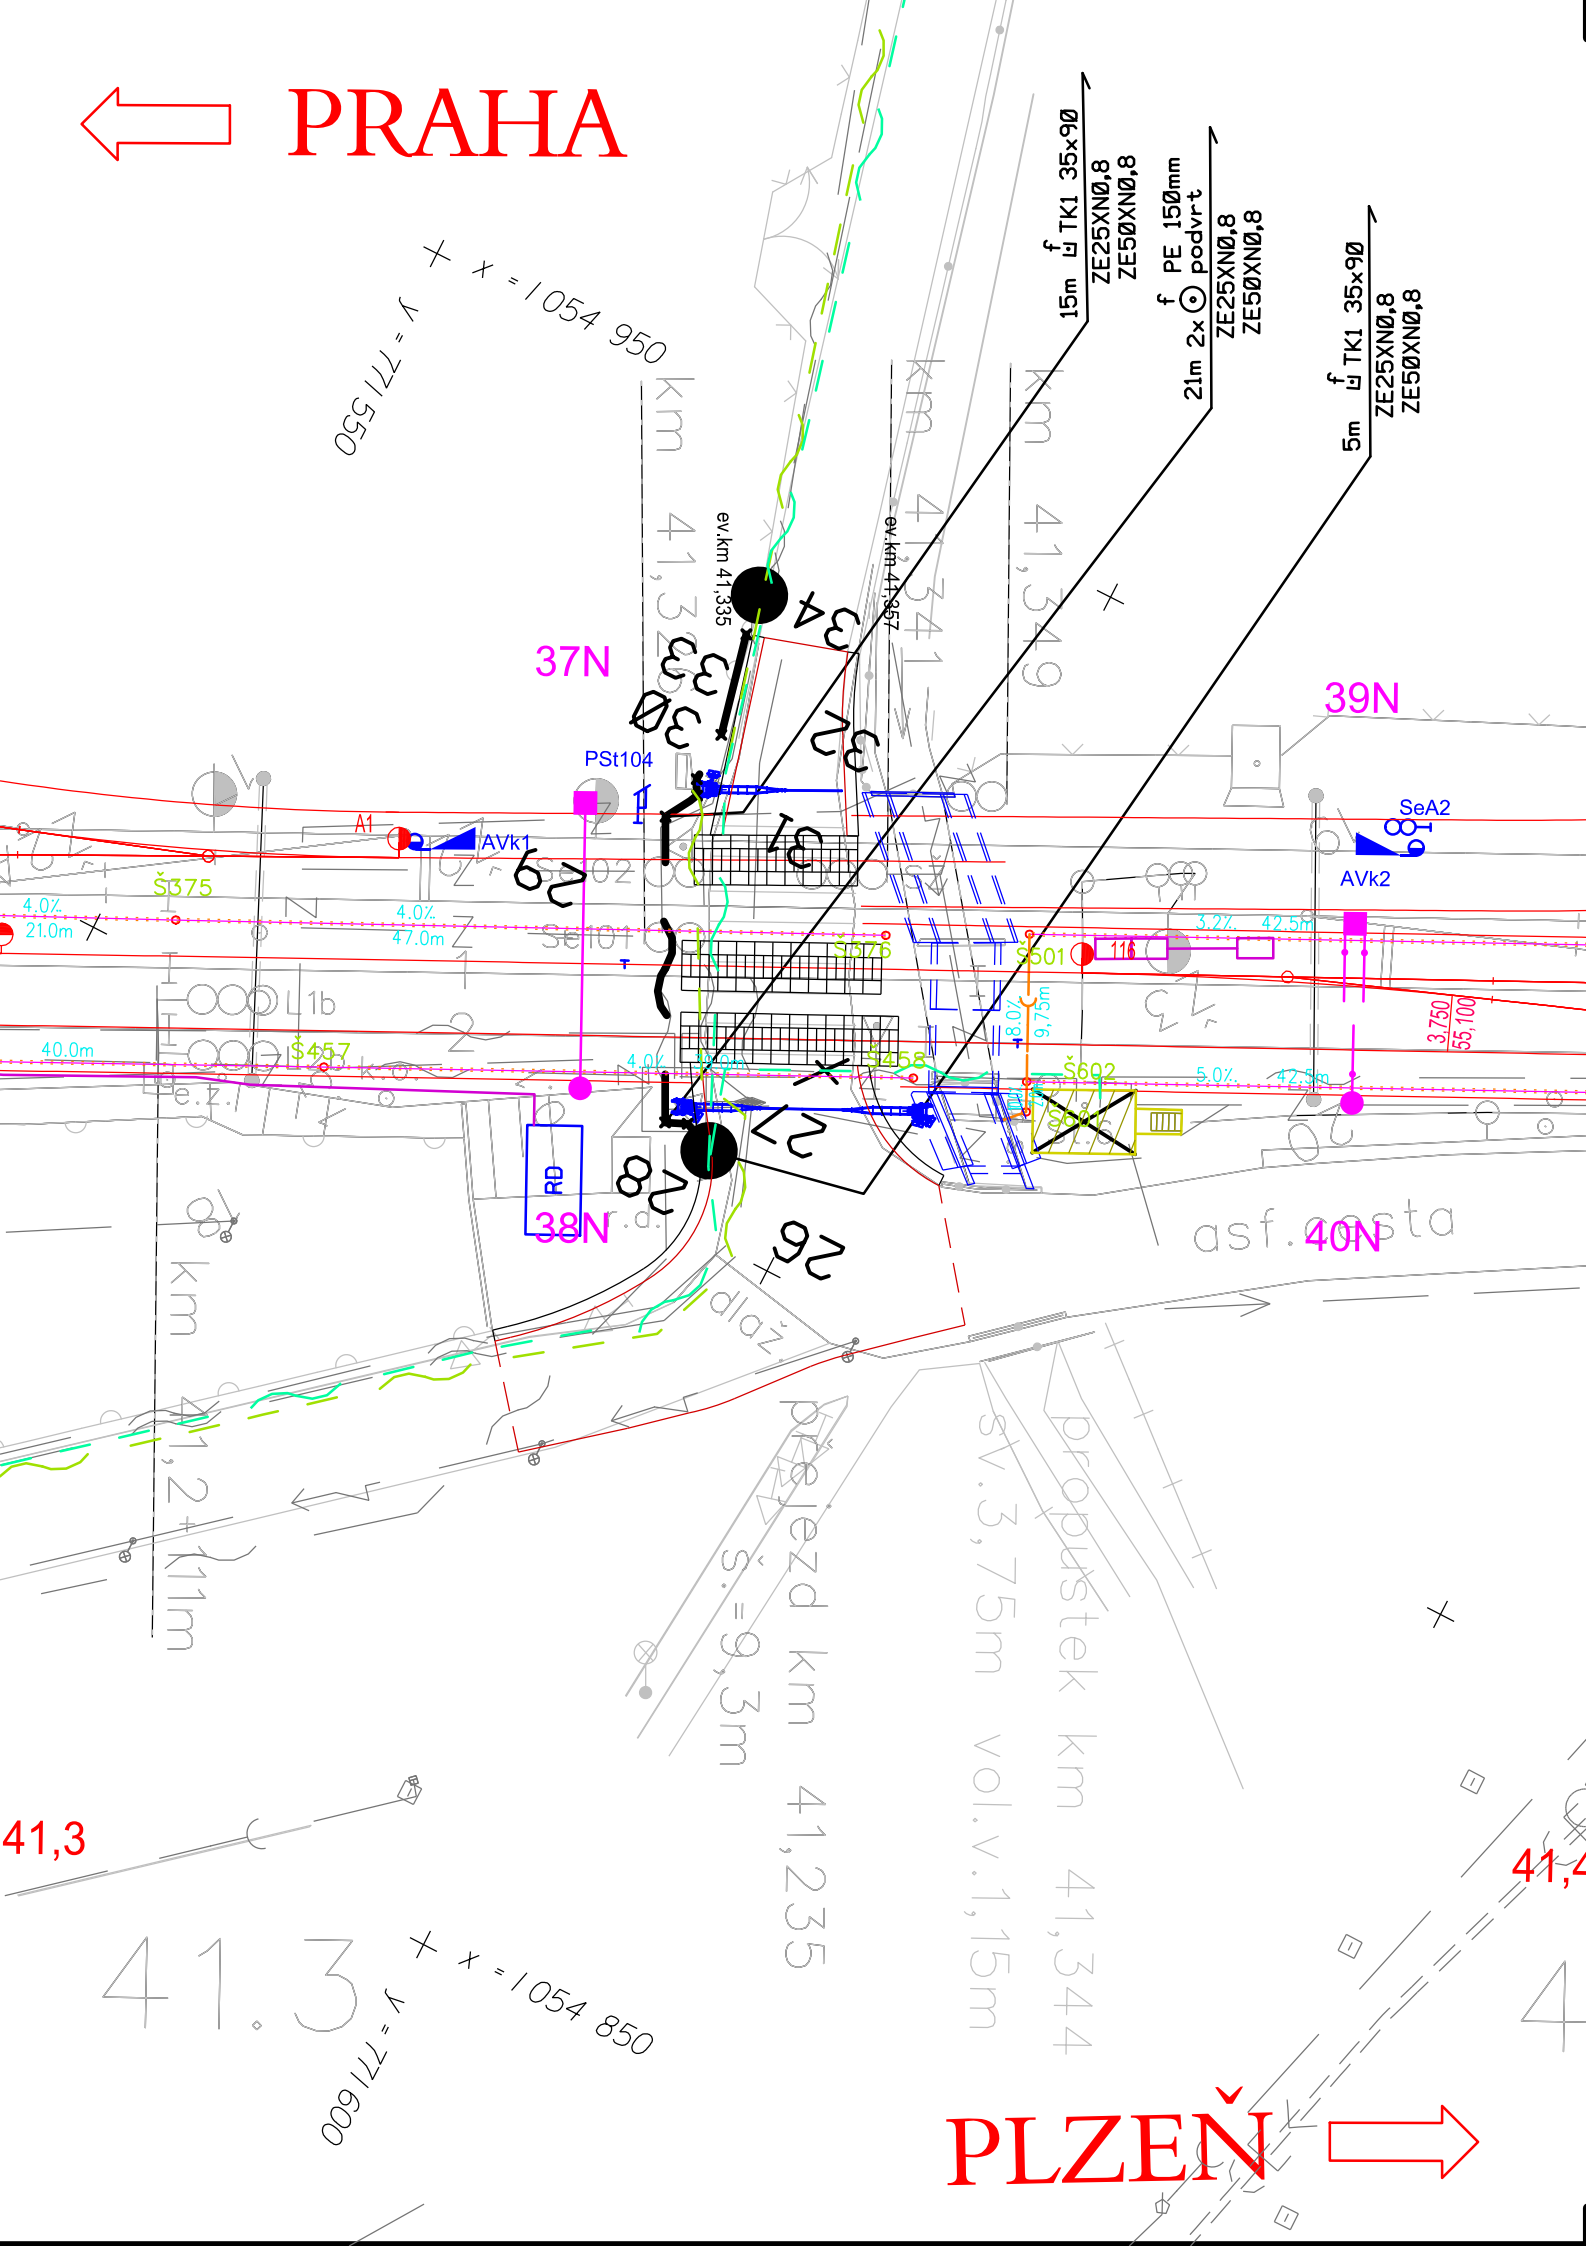 PRAHA
15m f TK1 35x90
ZE25XN0,8
ZE50XN0,8
21m 2x f PE 150mm
podvrt
ZE25XN0,8
ZE50XN0,8
5m f TK1 35x90
ZE25XN0,8
ZE50XN0,8
x = 1054 950
y = 771 550
km 41,341
km 41,349
ev.km 41,335
ev.km 41,357
34
33
30
32
31
29
37N
39N
PSt104
A1
AVk1
SeA2
AVk2
Š375
4.0%
21.0m
4.0%
47.0m
Se102
Se101
Š376
Š501
116
3.2%
42.5m
8.0%
9,75m
3,750
55,100
L1b
40.0m
Š457
4.0%
39.0m
Š458
Š602
5.0%
42.5m
27
28
26
RD
r.d.
38N
40N
asf. cesta
dlaž.
km 41,2+111m
přejezd km 41,235
š.=9,3m
propustek km 41,344
sv.3,75m vol.v.1,15m
41,3
41,4
41.3
x = 1054 850
y = 771 600
PLZEŇ